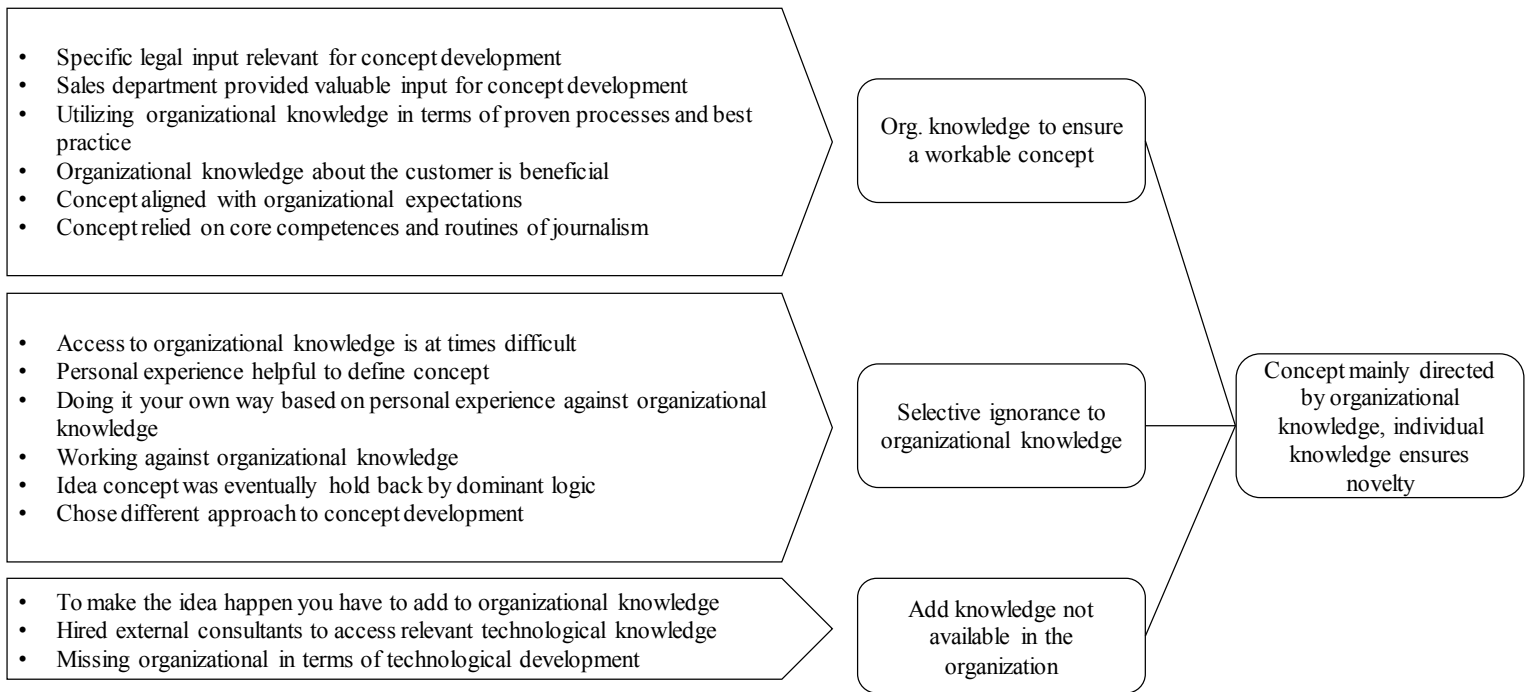 • Specific legal input relevant for concept development
• Sales department provided valuable input for concept development
• Utilizing organizational knowledge in terms of proven processes and best
practice
• Organizational knowledge about the customer is beneficial
• Concept aligned with organizational expectations
• Concept relied on core competences and routines of journalism
Org. knowledge to ensure
a workable concept
• Access to organizational knowledge is at times difficult
• Personal experience helpful to define concept
• Doing it your own way based on personal experience against organizational
knowledge
• Working against organizational knowledge
• Idea concept was eventually hold back by dominant logic
• Chose different approach to concept development
Selective ignorance to
organizational knowledge
• To make the idea happen you have to add to organizational knowledge
• Hired external consultants to access relevant technological knowledge
• Missing organizational in terms of technological development
Add knowledge not
available in the
organization
Concept mainly directed
by organizational
knowledge, individual
knowledge ensures
novelty